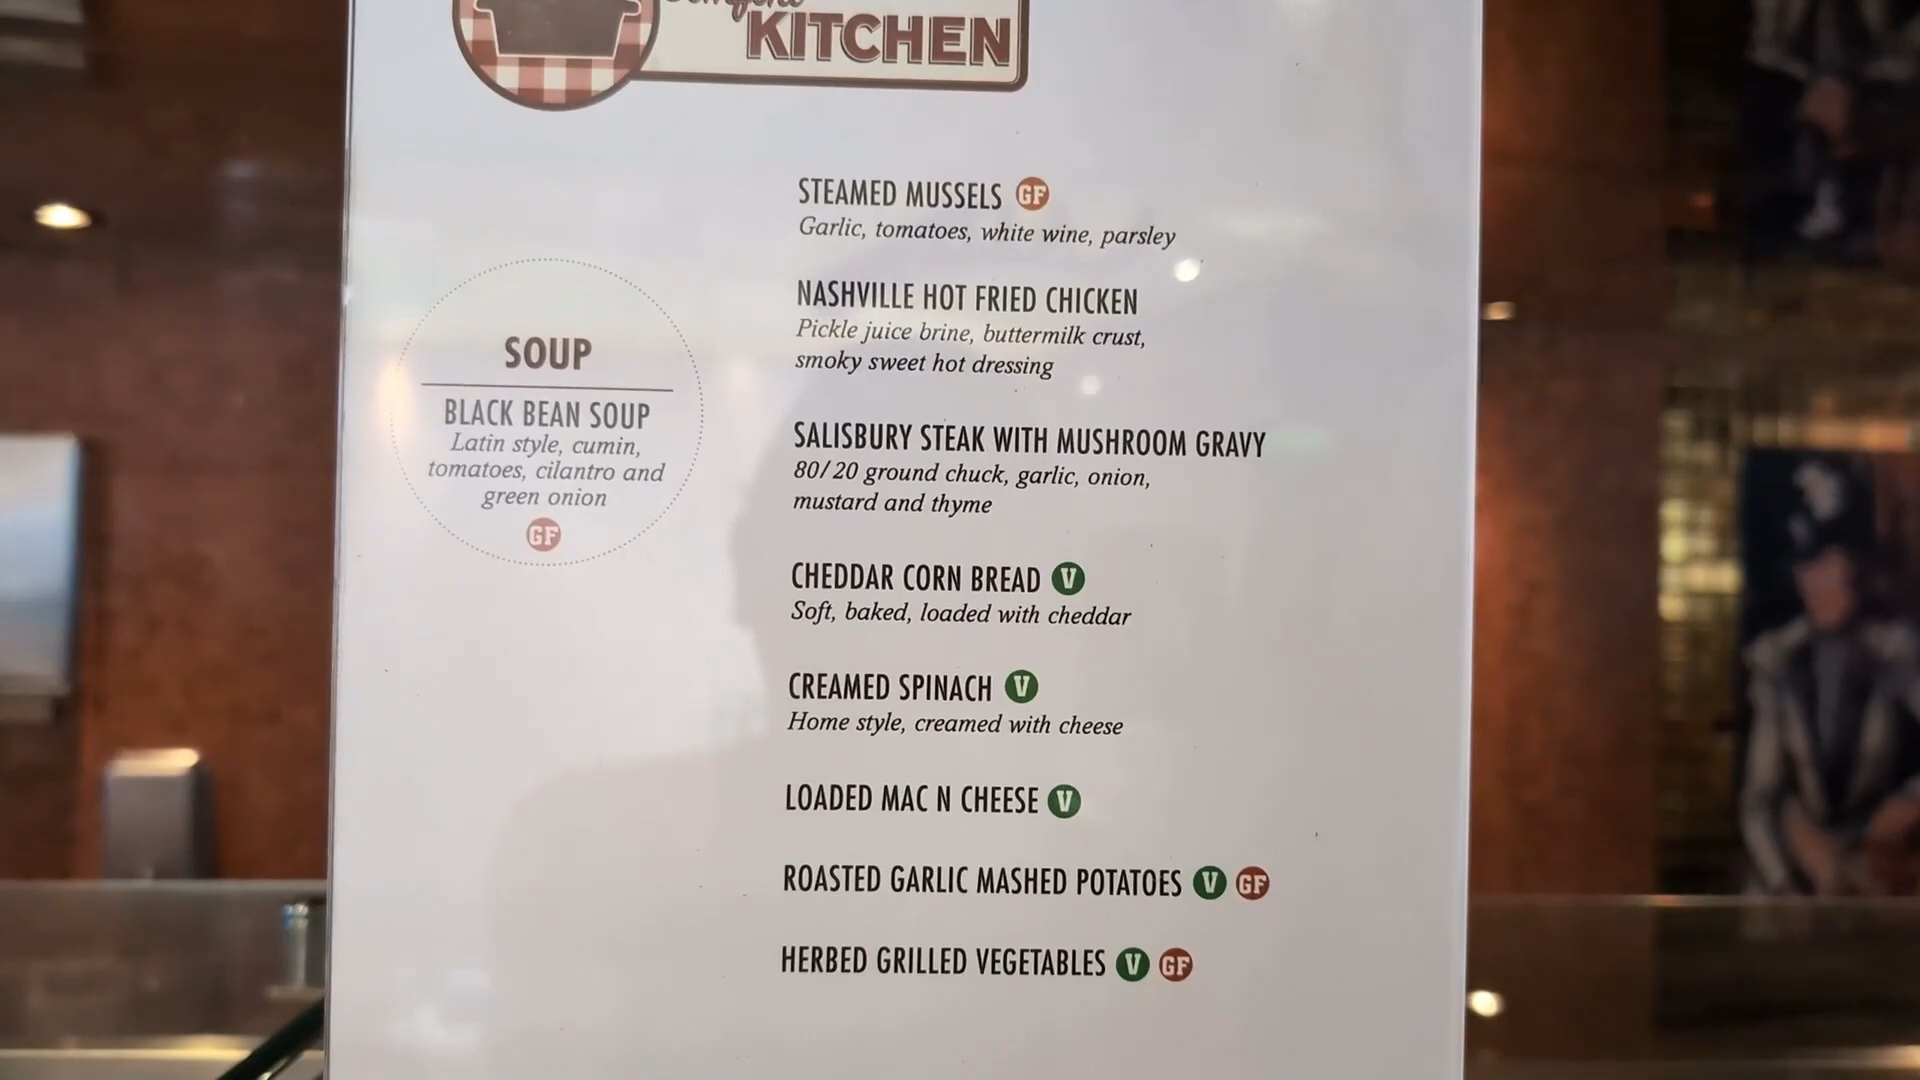 KITCHEN
SOUP
BLACK BEAN SOUP
Latin style, cumin,
tomatoes, cilantro and
green onion
GF
STEAMED MUSSELS GF
Garlic, tomatoes, white wine, parsley
NASHVILLE HOT FRIED CHICKEN
Pickle juice brine, buttermilk crust,
smoky sweet hot dressing
SALISBURY STEAK WITH MUSHROOM GRAVY
80/20 ground chuck, garlic, onion,
mustard and thyme
CHEDDAR CORN BREAD V
Soft, baked, loaded with cheddar
CREAMED SPINACH V
Home style, creamed with cheese
LOADED MAC N CHEESE V
ROASTED GARLIC MASHED POTATOES V GF
HERBED GRILLED VEGETABLES V GF